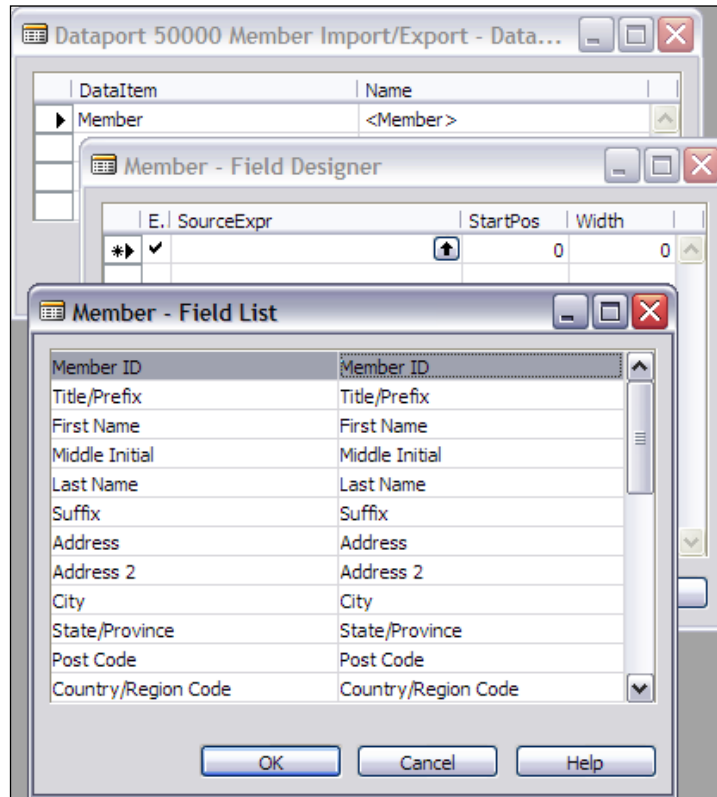 Dataport 50000 Member Import/Export - Data...
DataItem Name
Member <Member>
Member - Field Designer
E. SourceExpr StartPos Width
0 0
Member - Field List
Member ID Member ID
Title/Prefix Title/Prefix
First Name First Name
Middle Initial Middle Initial
Last Name Last Name
Suffix Suffix
Address Address
Address 2 Address 2
City City
State/Province State/Province
Post Code Post Code
Country/Region Code Country/Region Code
OK Cancel Help